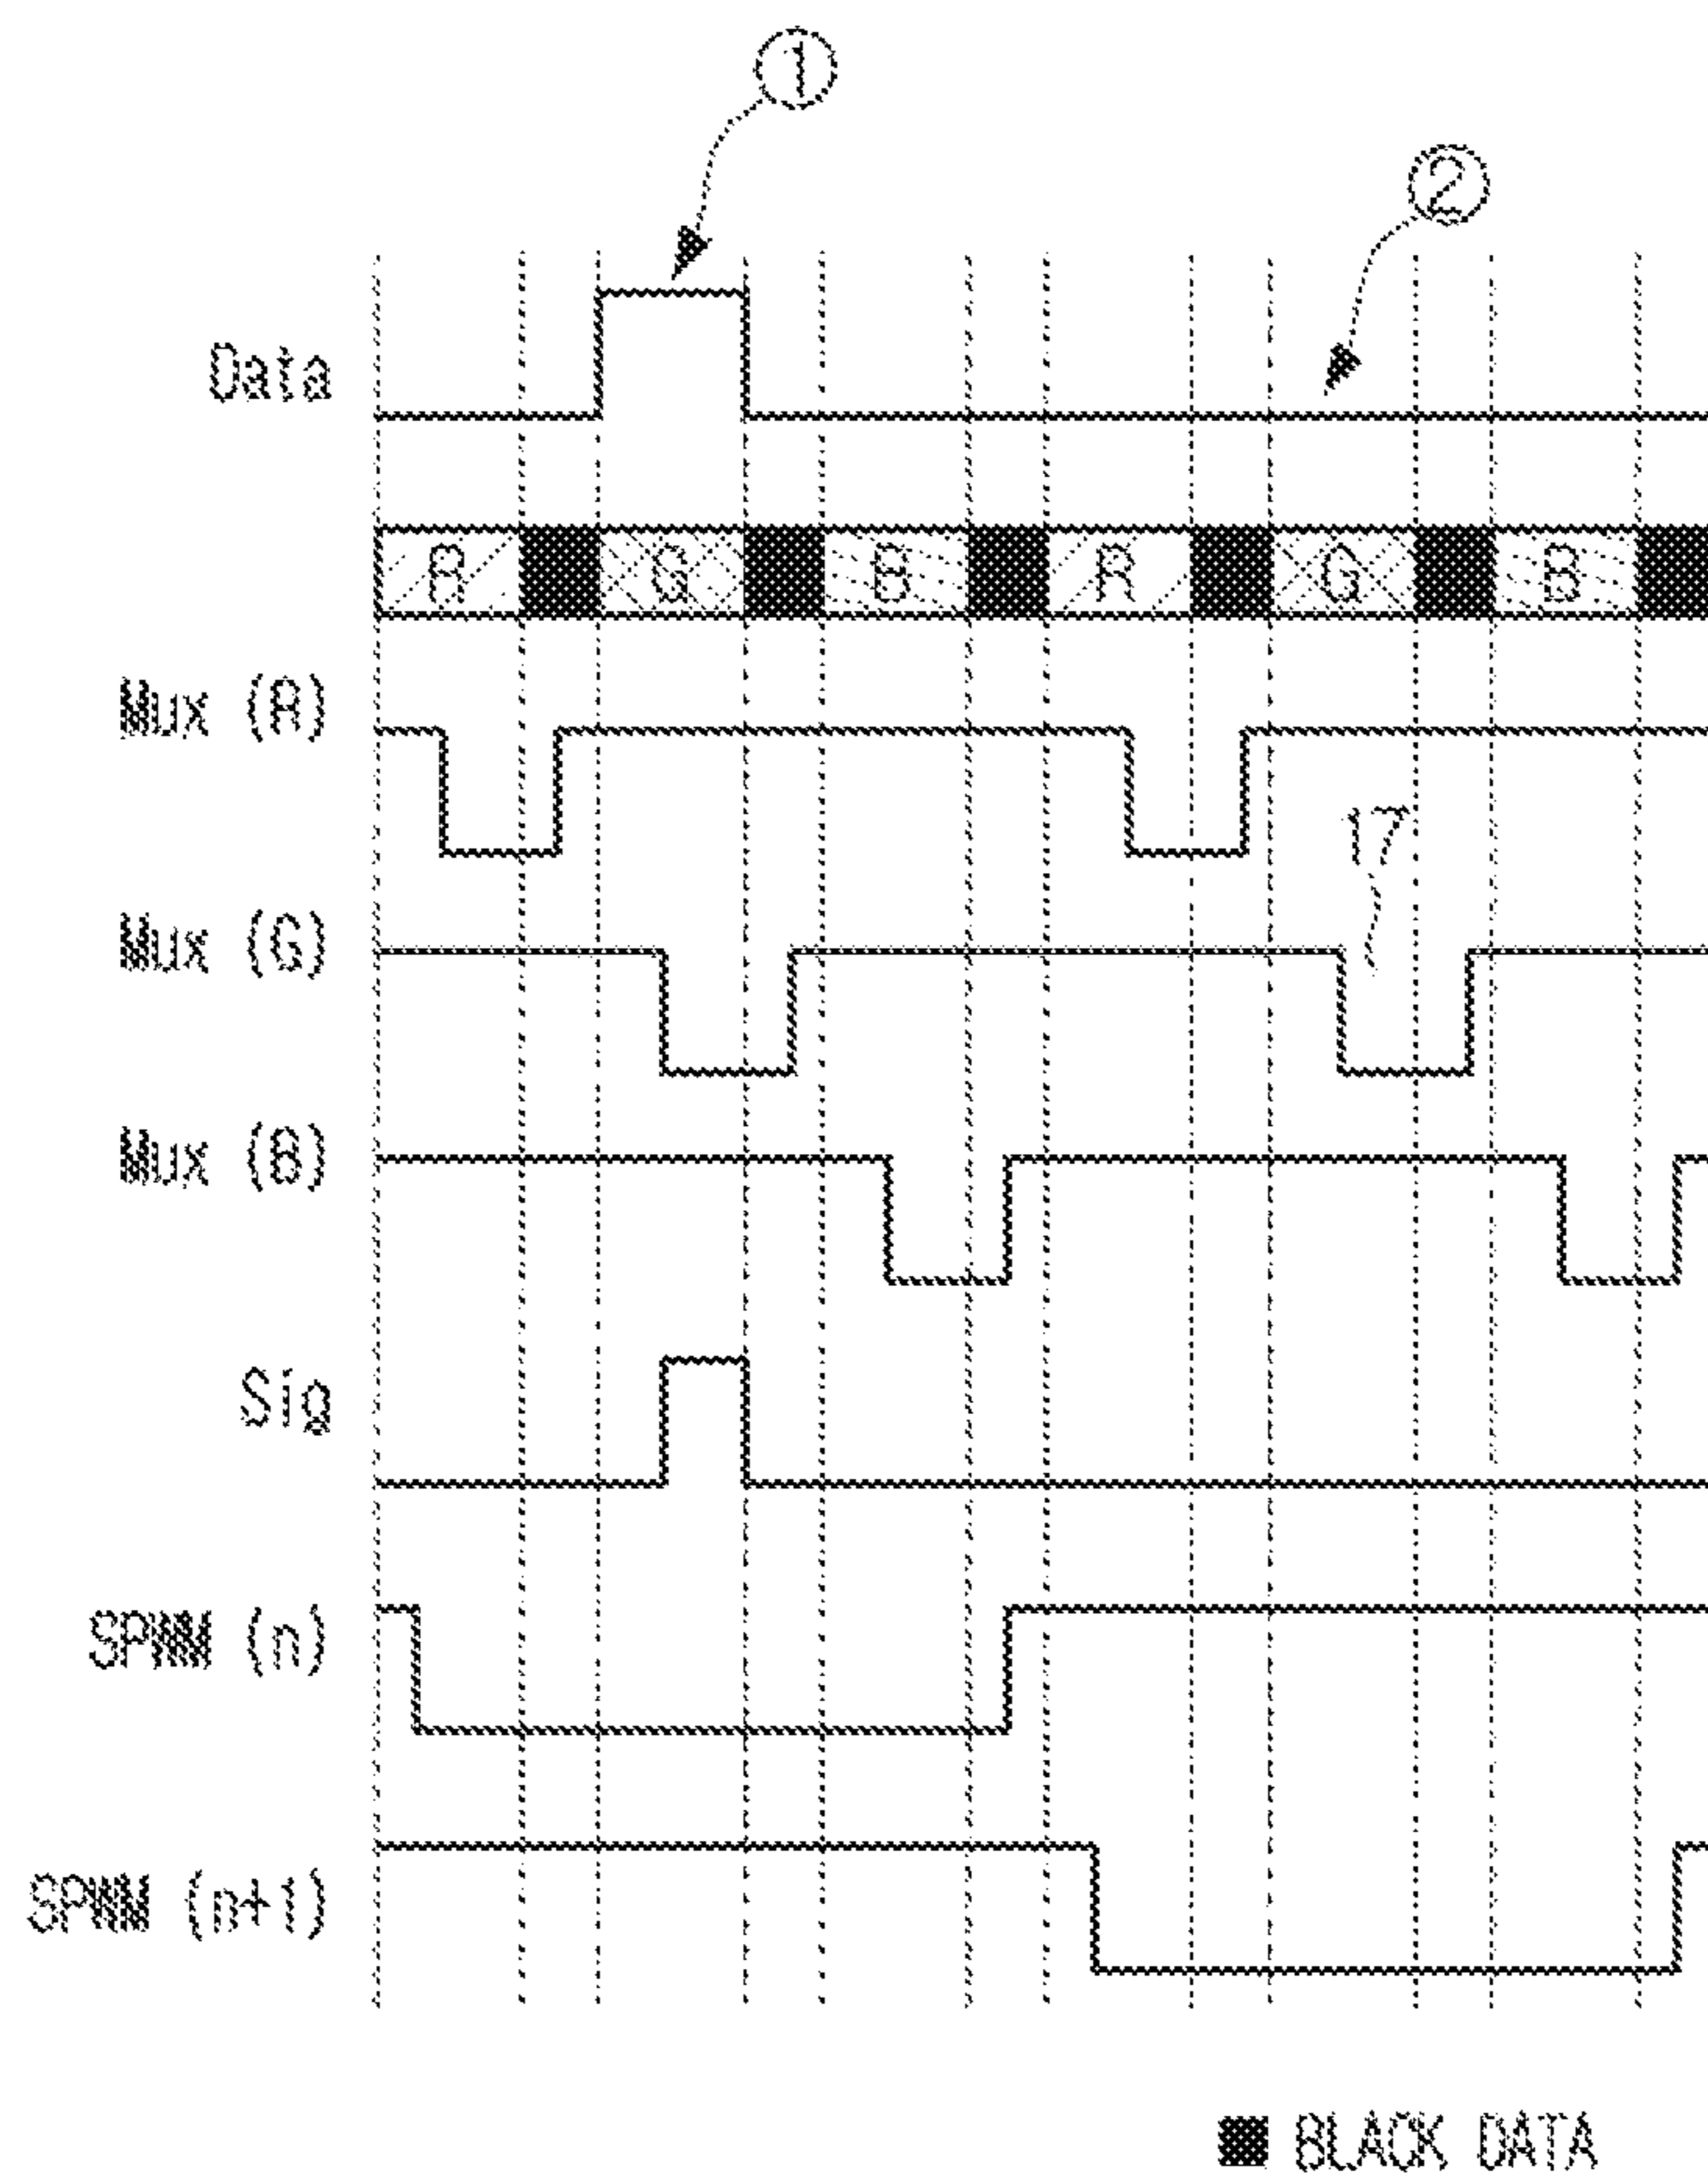 ①
②
Data
R G B R G B
Mux (R)
17
Mux (G)
Mux (B)
Sig
SPWM (n)
SPWM (n+1)
BLACK DATA